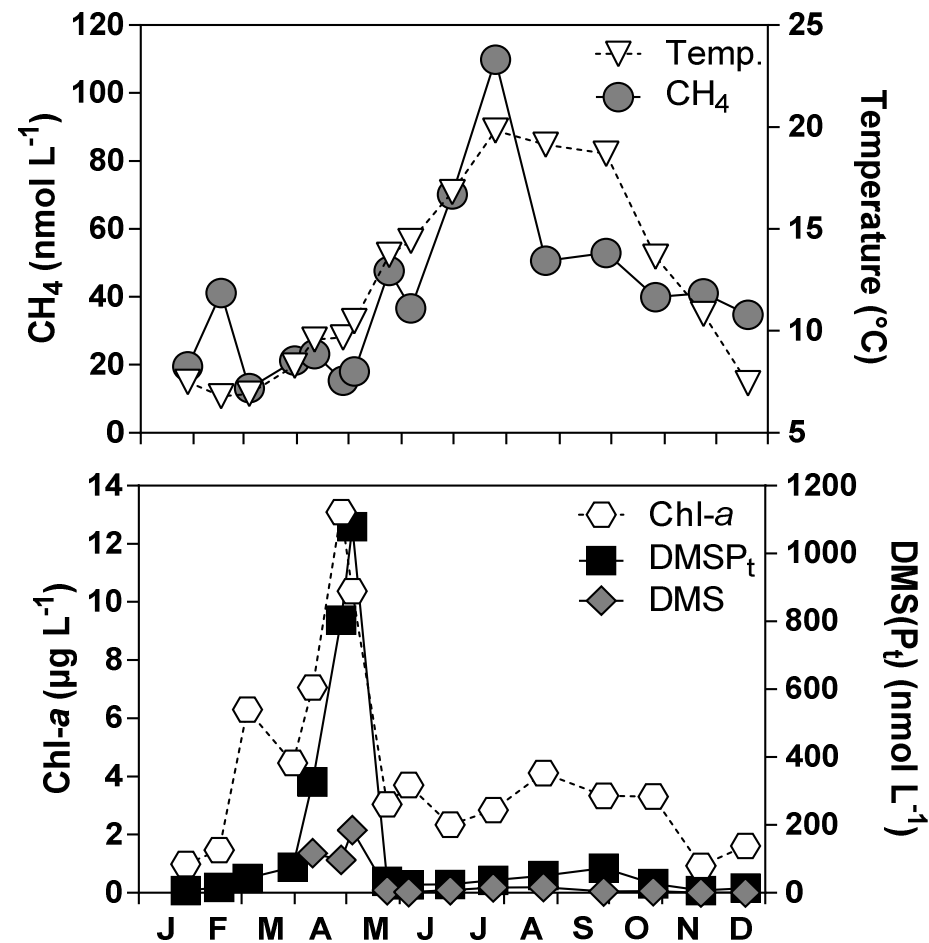 120
100
80
60
40
20
0
CH4 (nmol L-1)
Temp.
CH4
25
20
15
10
5
Temperature (°C)
14
12
10
8
6
4
2
0
Chl-a (µg L-1)
Chl-a
DMSPt
DMS
1200
1000
800
600
400
200
0
DMS(Pt) (nmol L-1)
J F M A M J J A S O N D